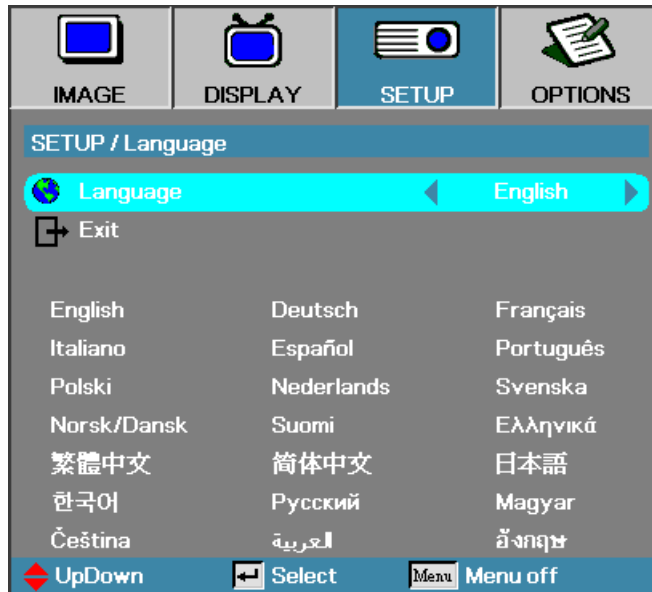 IMAGE DISPLAY SETUP OPTIONS
SETUP / Language
Language English
Exit
English Deutsch Français
Italiano Español Português
Polski Nederlands Svenska
Norsk/Dansk Suomi Ελληνικά
繁體中文 简体中文 日本語
한국어 Русский Magyar
Čeština العربية อังกฤษ
UpDown Select Menu Menu off